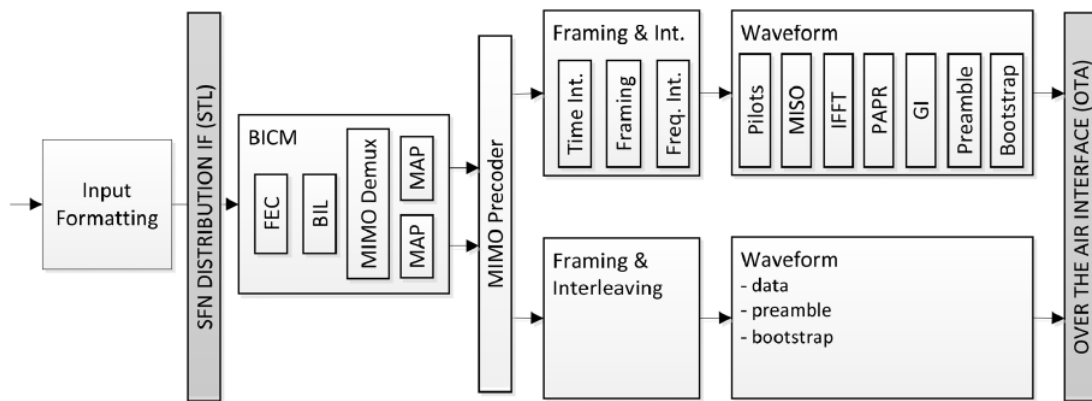 Input
Formatting
SFN DISTRIBUTION IF (STL)
BICM
FEC
BIL
MIMO Demux
MAP
MAP
MIMO Precoder
Framing & Int.
Time Int.
Framing
Freq. Int.
Waveform
Pilots
MISO
IFFT
PAPR
GI
Preamble
Bootstrap
Framing &
Interleaving
Waveform
- data
- preamble
- bootstrap
OVER THE AIR INTERFACE (OTA)